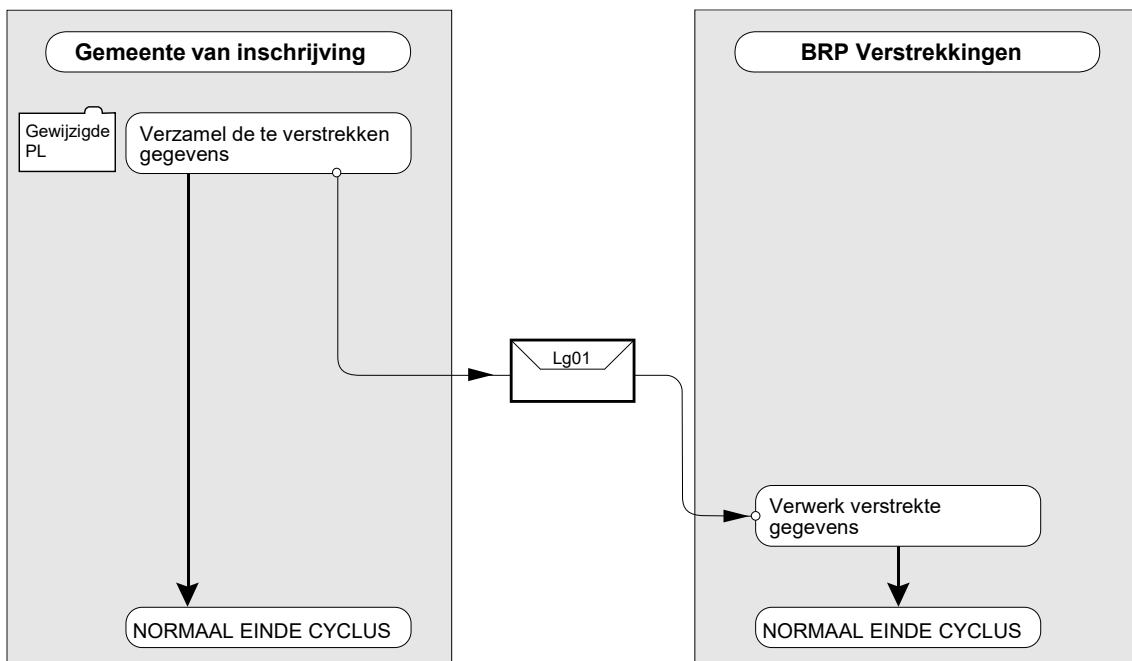 Gemeente van inschrijving
BRP Verstrekkingen
Gewijzigde
PL
Verzamel de te verstrekken
gegevens
Lg01
Verwerk verstrekte
gegevens
NORMAAL EINDE CYCLUS
NORMAAL EINDE CYCLUS